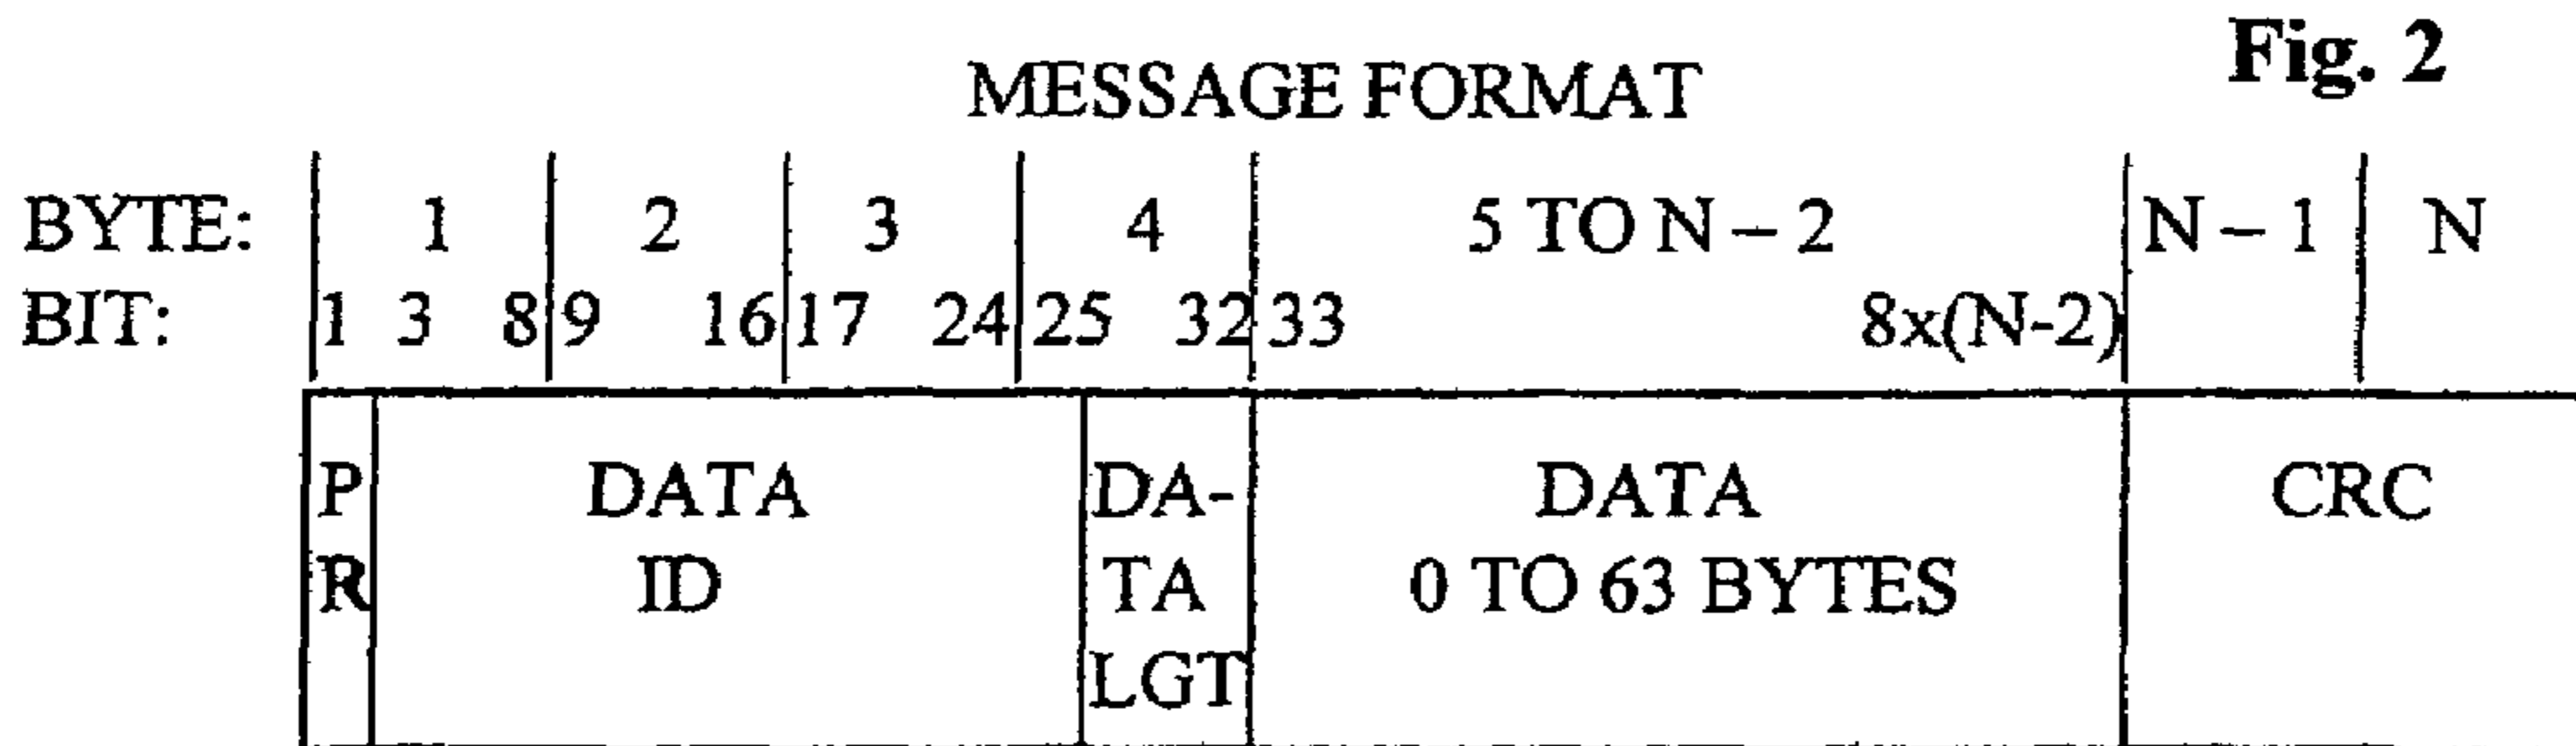 Fig. 2
MESSAGE FORMAT
BYTE: 1 2 3 4 5 TO N – 2 N – 1 N
BIT: 1 3 8 9 16 17 24 25 32 33 8x(N-2)
P DATA DA- DATA CRC
R ID TA 0 TO 63 BYTES
LGT